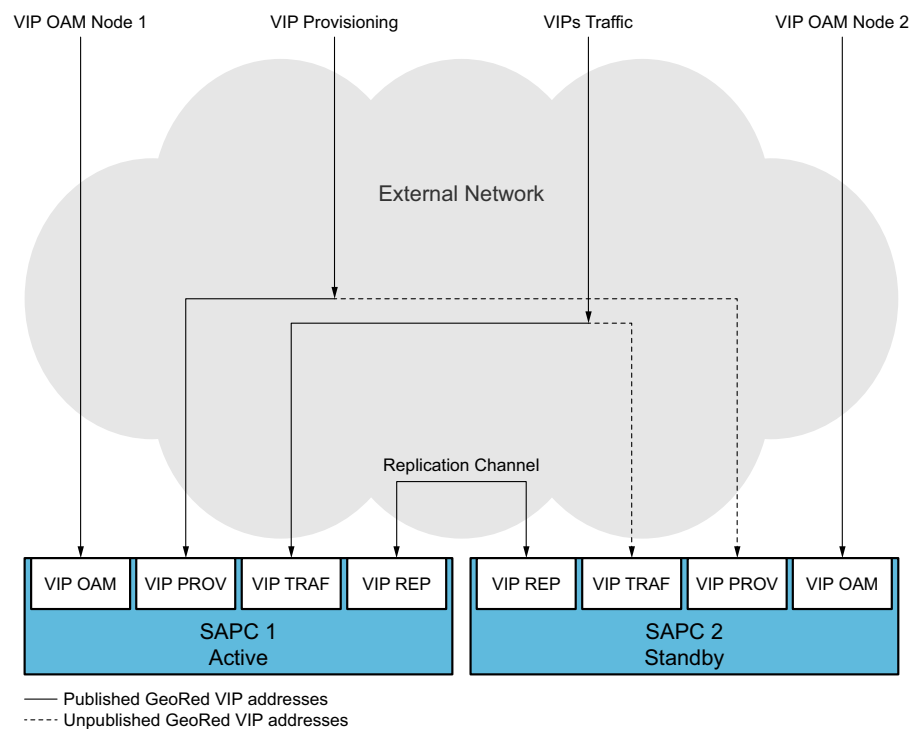 VIP OAM Node 1
VIP Provisioning
VIPs Traffic
VIP OAM Node 2
External Network
Replication Channel
VIP OAM
VIP PROV
VIP TRAF
VIP REP
VIP REP
VIP TRAF
VIP PROV
VIP OAM
SAPC 1
Active
SAPC 2
Standby
Published GeoRed VIP addresses
Unpublished GeoRed VIP addresses